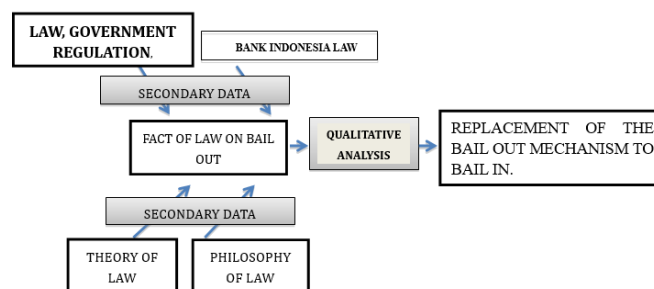 LAW, GOVERNMENT
REGULATION.
BANK INDONESIA LAW
SECONDARY DATA
FACT OF LAW ON BAIL
OUT
QUALITATIVE
ANALYSIS
REPLACEMENT OF THE
BAIL OUT MECHANISM TO
BAIL IN.
SECONDARY DATA
THEORY OF
LAW
PHILOSOPHY
OF LAW